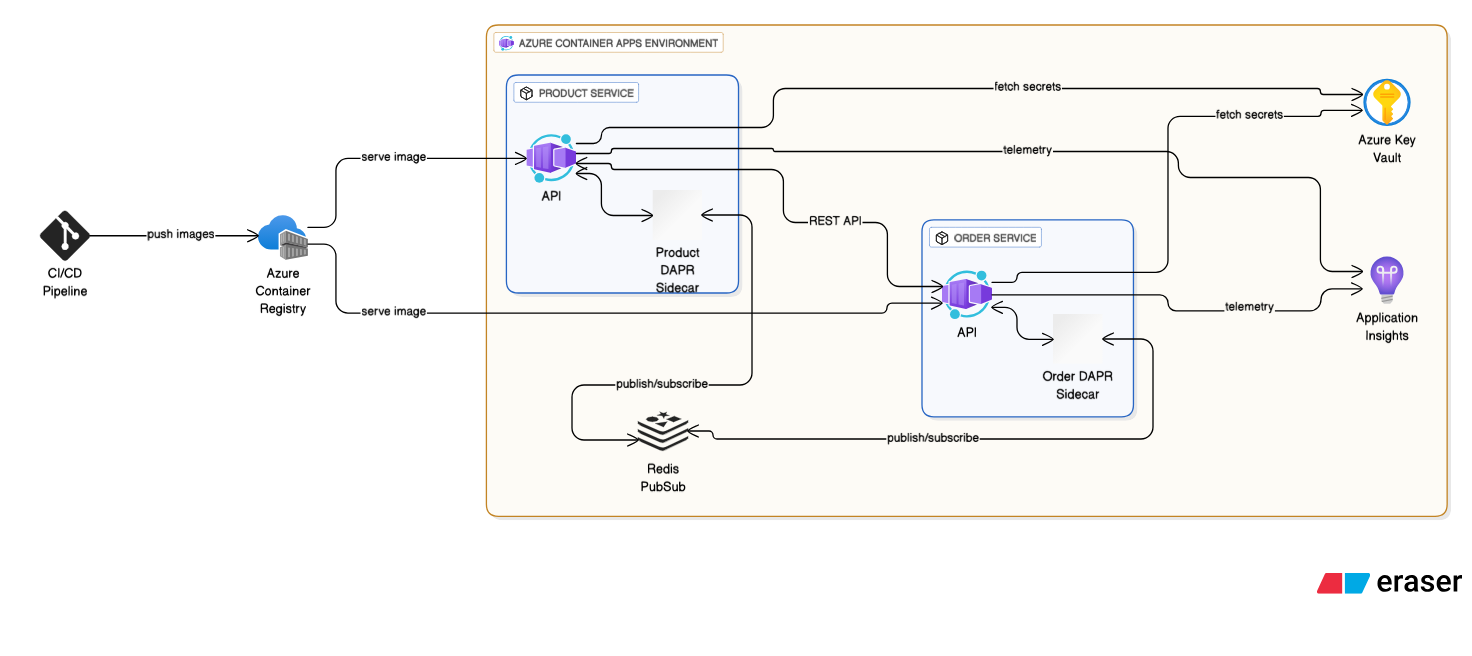 AZURE CONTAINER APPS ENVIRONMENT
PRODUCT SERVICE
fetch secrets
fetch secrets
Azure Key
Vault
telemetry
serve image
API
REST API
push images
CI/CD
Pipeline
Azure
Container
Registry
Product
DAPR
Sidecar
ORDER SERVICE
serve image
API
telemetry
Application
Insights
Order DAPR
Sidecar
publish/subscribe
publish/subscribe
Redis
PubSub
eraser